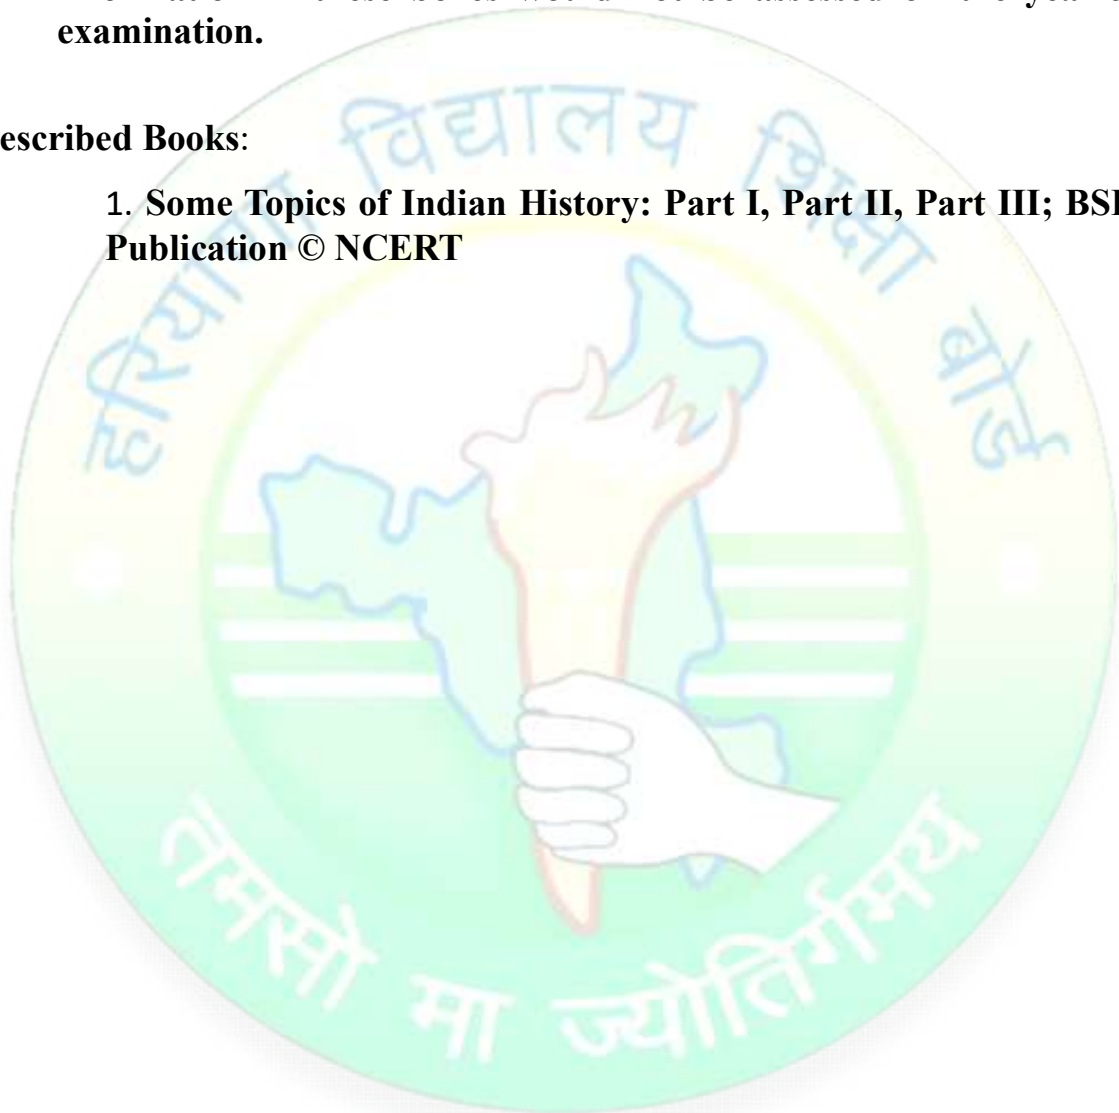 examination.
escribed Books:
1. Some Topics of Indian History: Part I, Part II, Part III;
Publication © NCERT
हरियाणा विद्यालय शिक्षा बोर्ड
तमसो मा ज्योतिर्गमय